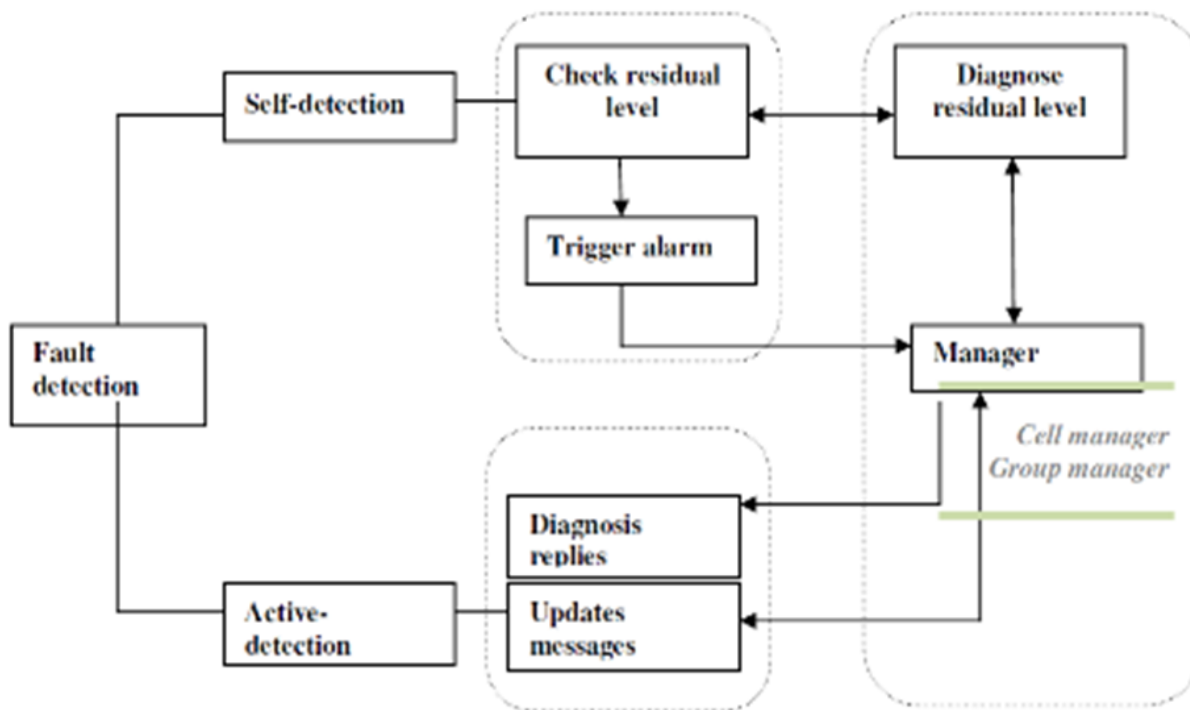 Check residual
level
Diagnose
residual level
Self-detection
Trigger alarm
Fault
detection
Manager
Cell manager
Group manager
Diagnosis
replies
Active-
detection
Updates
messages